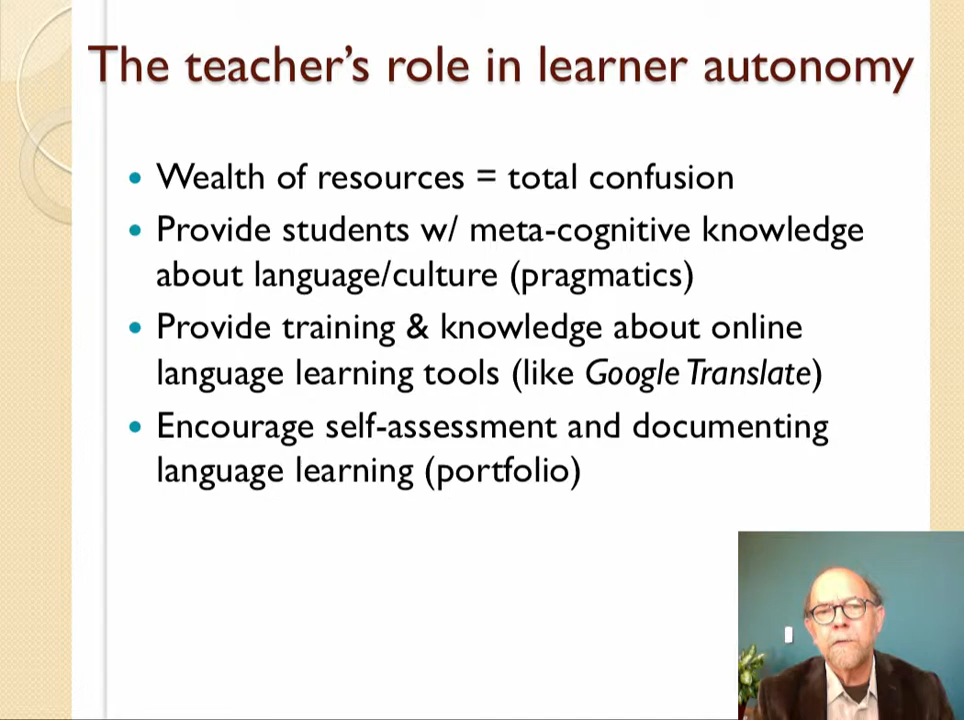 The teacher’s role in learner autonomy
• Wealth of resources = total confusion
• Provide students w/ meta-cognitive knowledge
about language/culture (pragmatics)
• Provide training & knowledge about online
language learning tools (like Google Translate)
• Encourage self-assessment and documenting
language learning (portfolio)